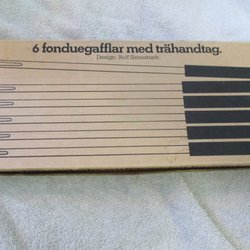 6 fonduegafflar med trähandtag.
Design: Rolf Sinnemark.